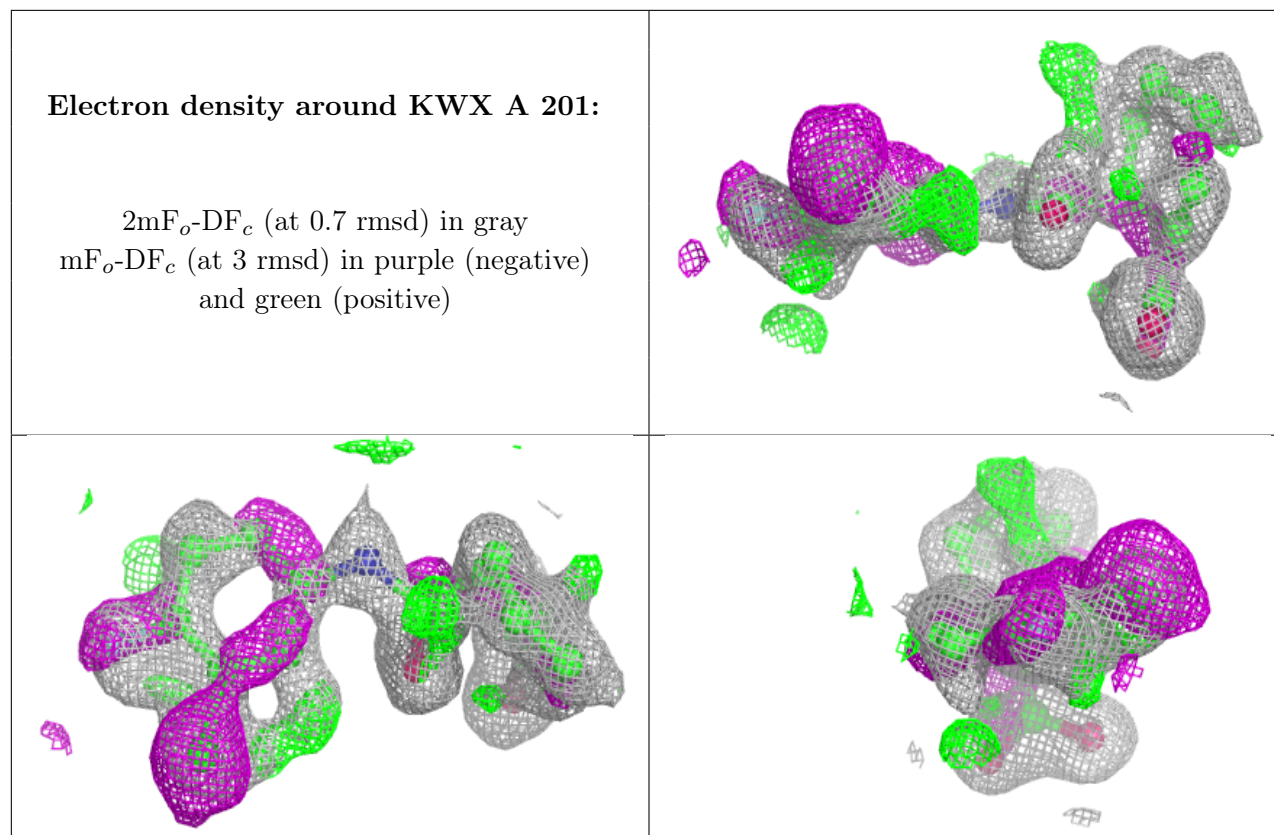 Electron density around KWX A 201:
2mFo-DFc (at 0.7 rmsd) in gray
mFo-DFc (at 3 rmsd) in purple (negative)
and green (positive)